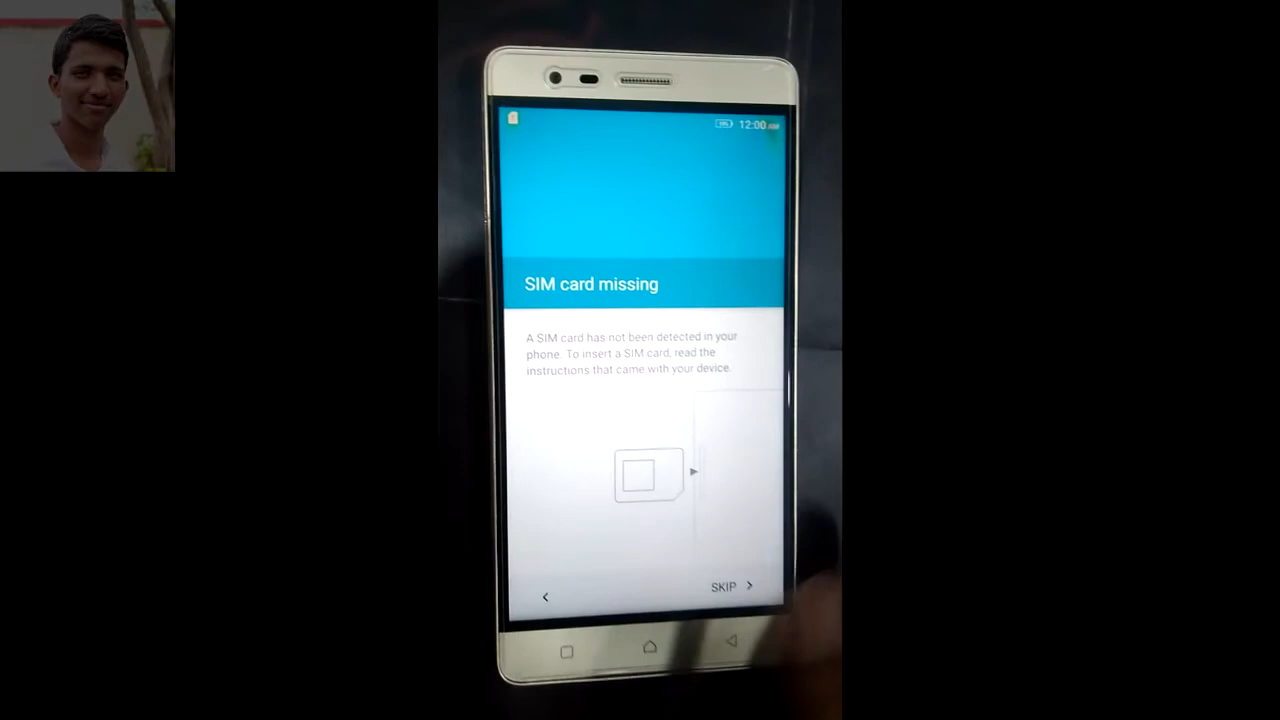 12:00 AM
SIM card missing
A SIM card has not been detected in your
phone. To insert a SIM card, read the
instructions that came with your device.
SKIP